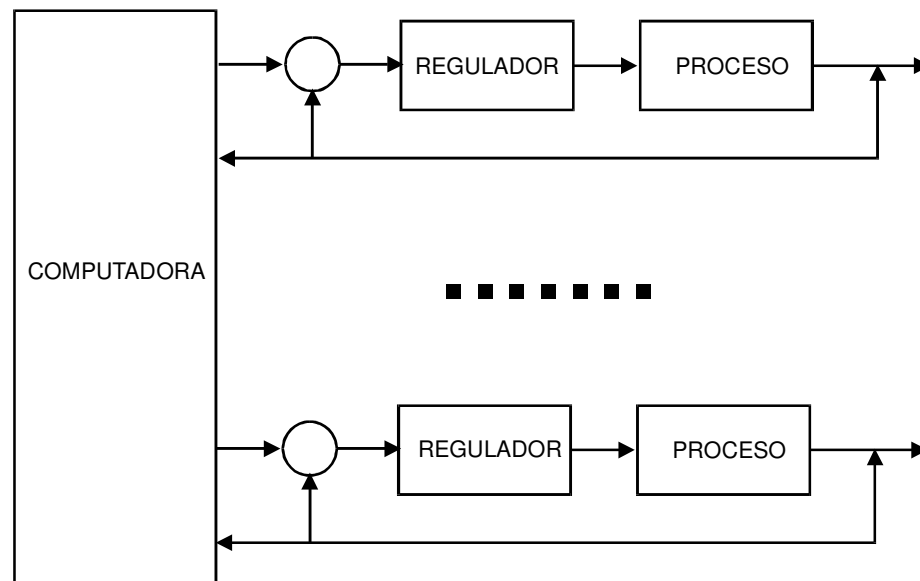 REGULADOR
PROCESO
COMPUTADORA
REGULADOR
PROCESO